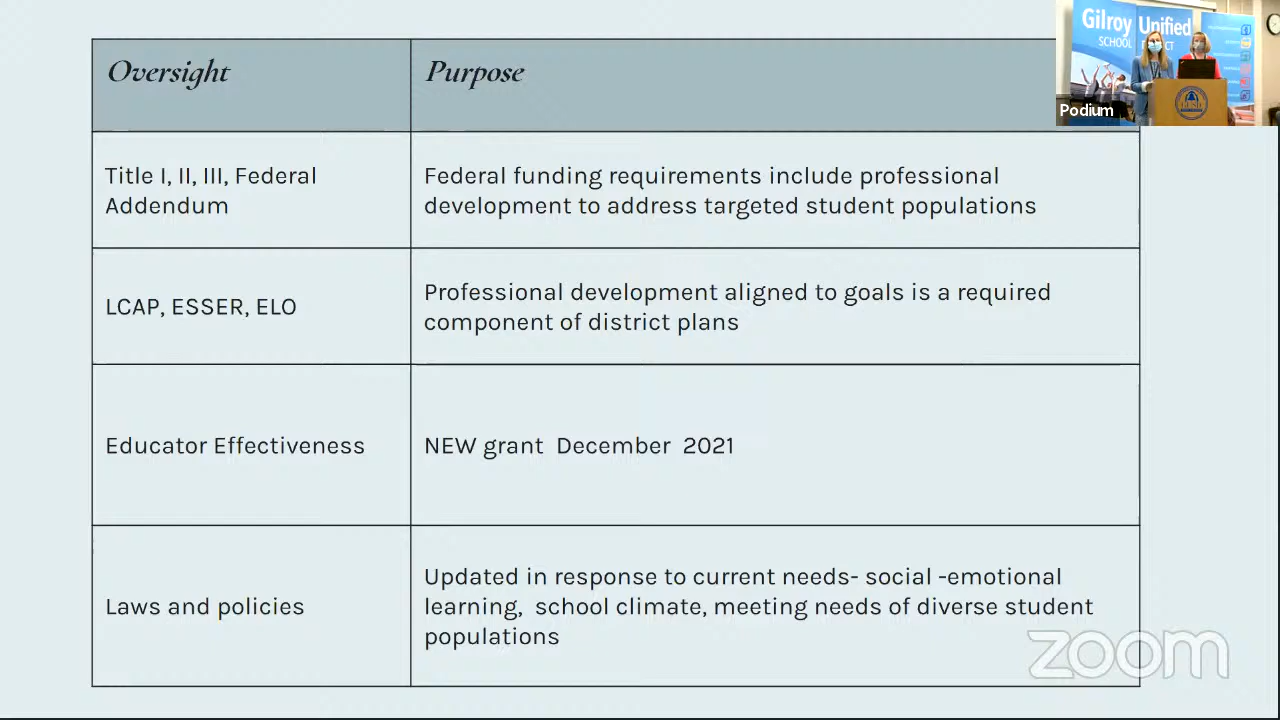 Oversight
Purpose
Gilroy Unified
SCHOOL
Podium
Title I, II, III, Federal
Addendum
Federal funding requirements include professional
development to address targeted student populations
LCAP, ESSER, ELO
Professional development aligned to goals is a required
component of district plans
Educator Effectiveness
NEW grant December 2021
Laws and policies
Updated in response to current needs- social -emotional
learning, school climate, meeting needs of diverse student
populations
zoom